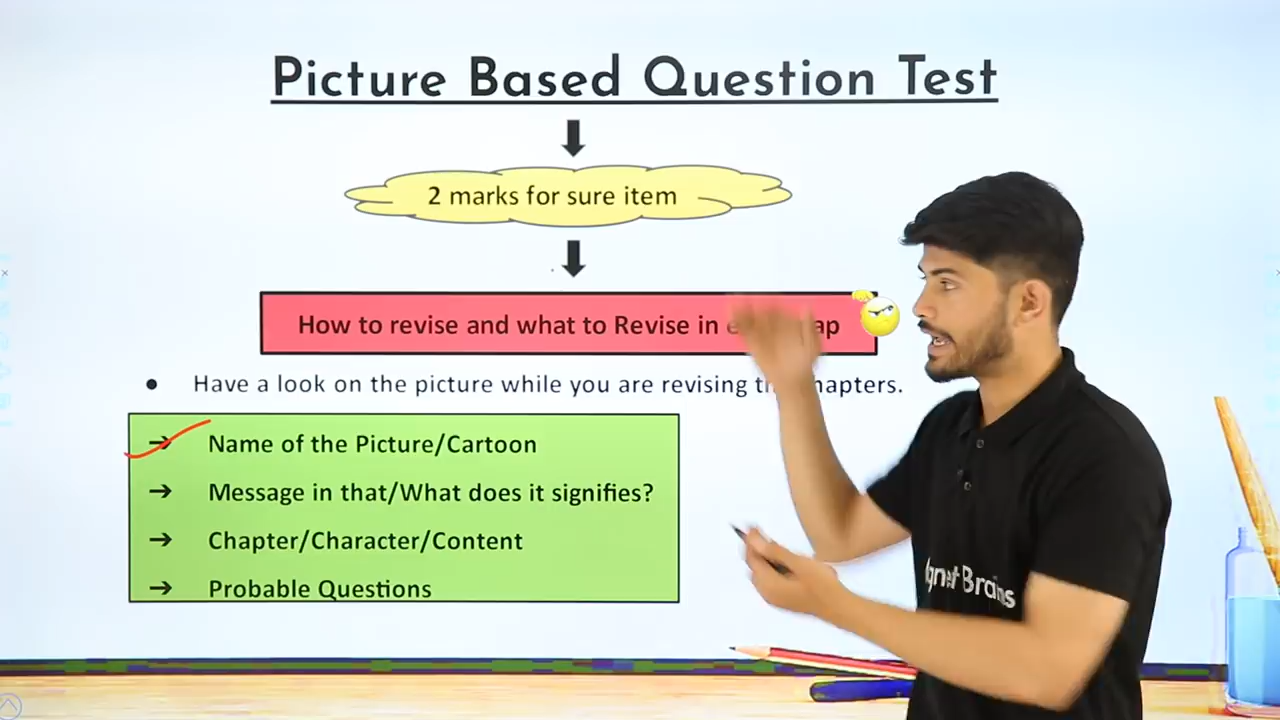 Picture Based Question Test
2 marks for sure item
How to revise and what to Revise in
● Have a look on the picture while you are revising chapters.
➔ Name of the Picture/Cartoon
➔ Message in that/What does it signifies?
➔ Chapter/Character/Content
➔ Probable Questions